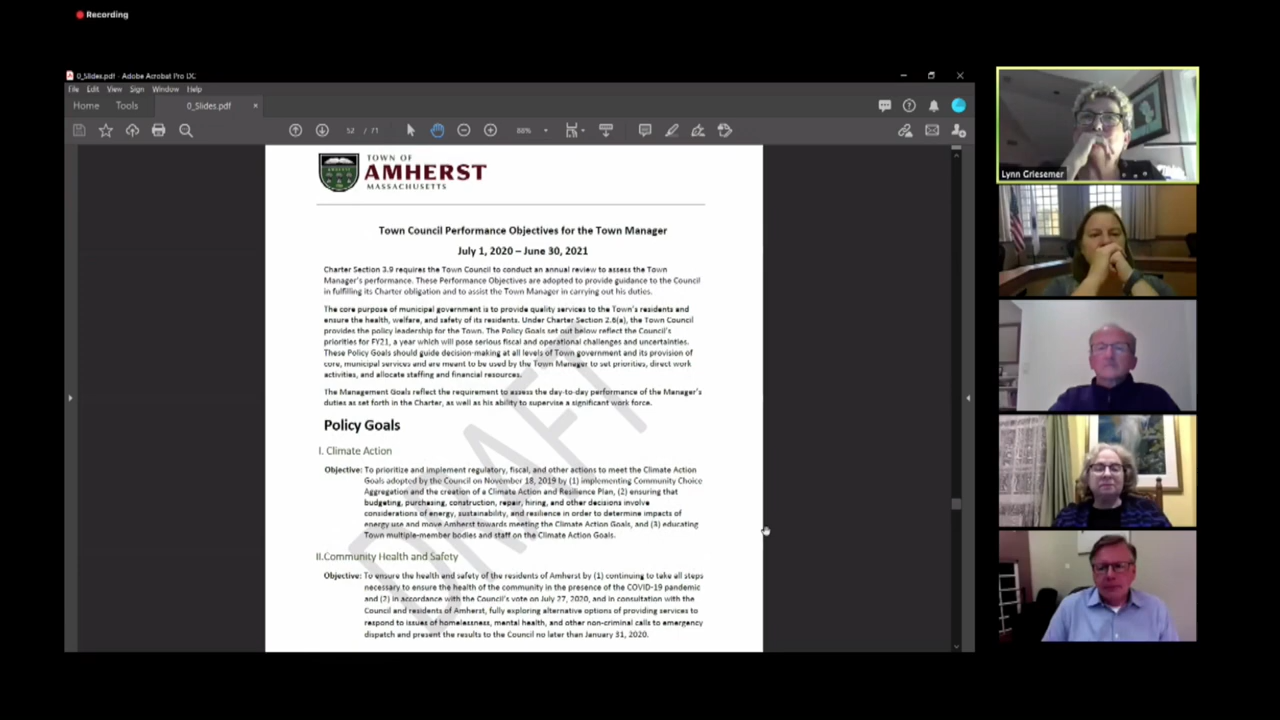 Recording
0_Slides.pdf - Adobe Acrobat Pro DC
File Edit View Sign Window Help
Home Tools 0_Slides.pdf ×
52 / 71 88%
TOWN OF
AMHERST
MASSACHUSETTS
Town Council Performance Objectives for the Town Manager
July 1, 2020 – June 30, 2021
Charter Section 3.9 requires the Town Council to conduct an annual review to assess the Town
Manager's performance. These Performance Objectives are adopted to provide guidance to the Council
in fulfilling its Charter obligation and to assist the Town Manager in carrying out his duties.
The core purpose of municipal government is to provide quality services to the Town's residents and
ensure the health, welfare, and safety of its residents. Under Charter Section 2.6(a), the Town Council
provides the policy leadership for the Town. The Policy Goals set out below reflect the Council's
priorities for FY21, a year which will pose serious fiscal and operational challenges and uncertainties.
These Policy Goals should guide decision-making at all levels of Town government and its provision of
core, municipal services and are meant to be used by the Town Manager to set priorities, direct work
activities, and allocate staffing and financial resources.
The Management Goals reflect the requirement to assess the day-to-day performance of the Manager's
duties as set forth in the Charter, as well as his ability to supervise a significant work force.
Policy Goals
I. Climate Action
Objective: To prioritize and implement regulatory, fiscal, and other actions to meet the Climate Action
Goals adopted by the Council on November 18, 2019 by (1) implementing Community Choice
Aggregation and the creation of a Climate Action and Resilience Plan, (2) ensuring that
budgeting, purchasing, construction, repair, hiring, and other decisions involve
considerations of energy, sustainability, and resilience in order to determine impacts of
energy use and move Amherst towards meeting the Climate Action Goals, and (3) educating
Town multiple-member bodies and staff on the Climate Action Goals.
II.Community Health and Safety
Objective: To ensure the health and safety of the residents of Amherst by (1) continuing to take all steps
necessary to ensure the health of the community in the presence of the COVID-19 pandemic
and (2) in accordance with the Council's vote on July 27, 2020, and in consultation with the
Council and residents of Amherst, fully exploring alternative options of providing services to
respond to issues of homelessness, mental health, and other non-criminal calls to emergency
dispatch and present the results to the Council no later than January 31, 2020.
DRAFT
Lynn Griesemer